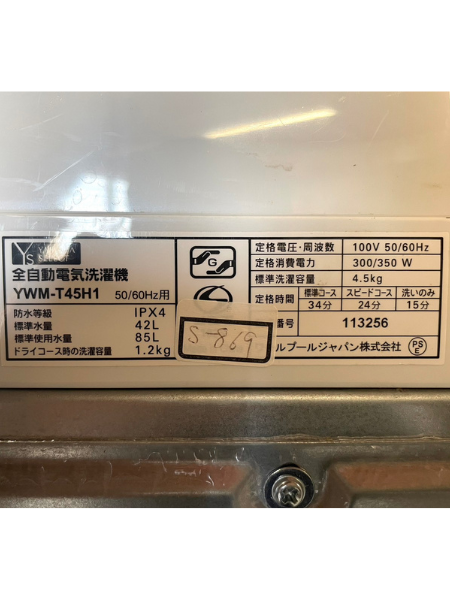 YS
全自動電気洗濯機
YWM-T45H1 50/60Hz用
防水等級 IPX4
標準水量 42L
標準使用水量 85L
ドライコース時の洗濯容量 1.2kg
G
S-869
定格電圧・周波数 100V 50/60Hz
定格消費電力 300/350 W
標準洗濯容量 4.5kg
定格時間 標準コース スピードコース 洗いのみ
34分 24分 15分
番号 113256
ルプールジャパン株式会社
PS
E